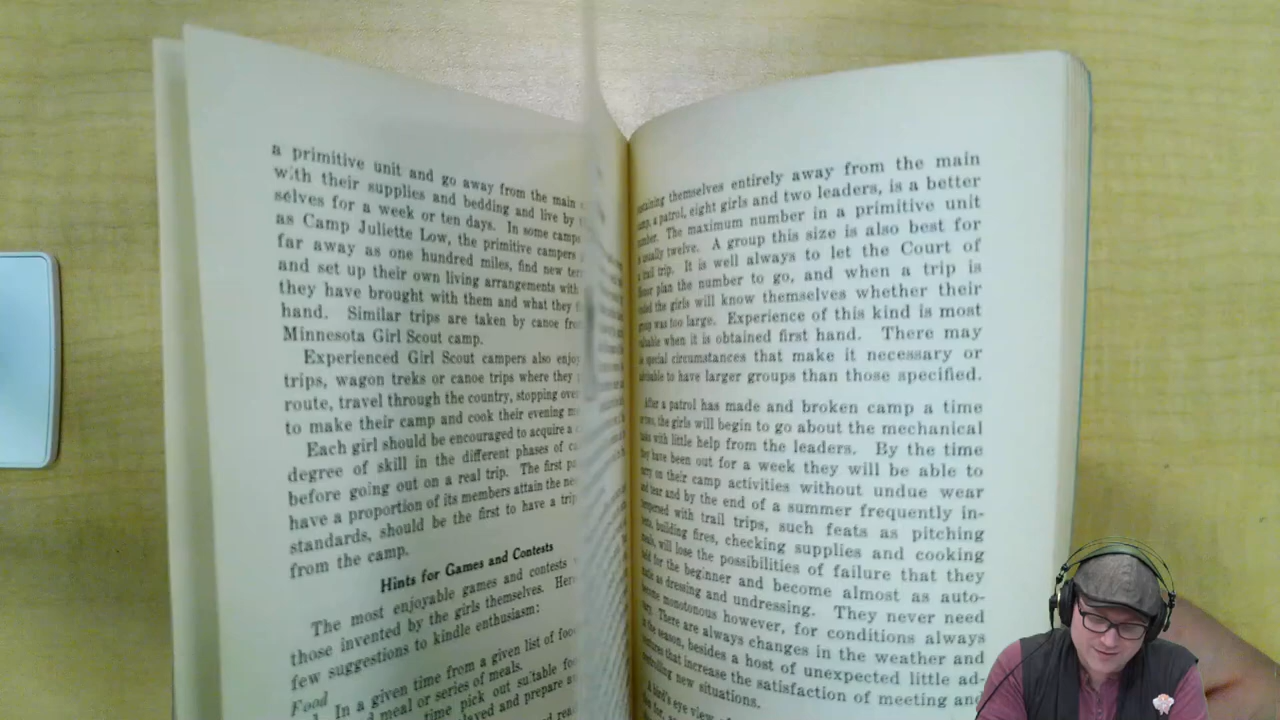 a primitive unit and go away from the main
with their supplies and bedding and live by
selves for a week or ten days. In some camps
as Camp Juliette Low, the primitive campers
far away as one hundred miles, find new
and set up their own living arrangements with
they have brought with them and what they
hand. Similar trips are taken by canoe
Minnesota Girl Scout camp.
Experienced Girl Scout campers also enjoy
trips, wagon treks or canoe trips where they
route, travel through the country, stopping
to make their camp and cook their evening
Each girl should be encouraged to acquire a
degree of skill in the different phases of
before going out on a real trip. The first
have a proportion of its members attain the
standards, should be the first to have a trip
from the camp.
Hints for Games and Contests
The most enjoyable games and contests
those invented by the girls themselves.
few suggestions to kindle enthusiasm:
Food
In a given time from a given list of
meal or series of meals.
time pick out suitable
and prepare
themselves entirely away from the main
a patrol, eight girls and two leaders, is a better
The maximum number in a primitive unit
usually twelve. A group this size is also best for
trail trip. It is well always to let the Court of
plan the number to go, and when a trip is
the girls will know themselves whether their
group was too large. Experience of this kind is most
when it is obtained first hand. There may
special circumstances that make it necessary or
to have larger groups than those specified.
After a patrol has made and broken camp a time
the girls will begin to go about the mechanical
with little help from the leaders. By the time
they have been out for a week they will be able to
carry on their camp activities without undue wear
and tear and by the end of a summer frequently in-
with trail trips, such feats as pitching
building fires, checking supplies and cooking
will lose the possibilities of failure that they
for the beginner and become almost as auto-
as dressing and undressing. They never need
monotonous however, for conditions always
There are always changes in the weather and
the season, besides a host of unexpected little ad-
that increase the satisfaction of meeting and
new situations.
A bird's eye view